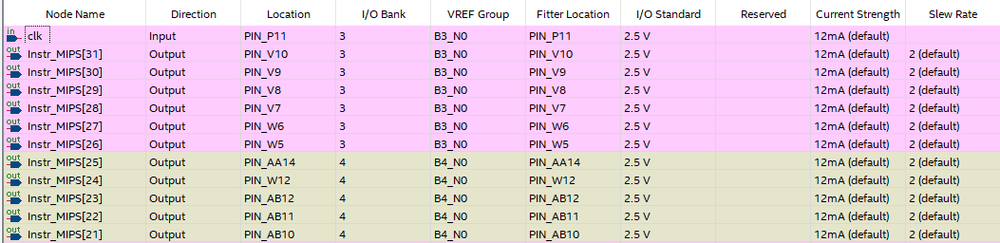 Node Name Direction Location I/O Bank VREF Group Fitter Location I/O Standard Reserved Current Strength Slew Rate
in clk Input PIN_P11 3 B3_N0 PIN_P11 2.5 V 12mA (default)
out Instr_MIPS[31] Output PIN_V10 3 B3_N0 PIN_V10 2.5 V 12mA (default) 2 (default)
out Instr_MIPS[30] Output PIN_V9 3 B3_N0 PIN_V9 2.5 V 12mA (default) 2 (default)
out Instr_MIPS[29] Output PIN_V8 3 B3_N0 PIN_V8 2.5 V 12mA (default) 2 (default)
out Instr_MIPS[28] Output PIN_V7 3 B3_N0 PIN_V7 2.5 V 12mA (default) 2 (default)
out Instr_MIPS[27] Output PIN_W6 3 B3_N0 PIN_W6 2.5 V 12mA (default) 2 (default)
out Instr_MIPS[26] Output PIN_W5 3 B3_N0 PIN_W5 2.5 V 12mA (default) 2 (default)
out Instr_MIPS[25] Output PIN_AA14 4 B4_N0 PIN_AA14 2.5 V 12mA (default) 2 (default)
out Instr_MIPS[24] Output PIN_W12 4 B4_N0 PIN_W12 2.5 V 12mA (default) 2 (default)
out Instr_MIPS[23] Output PIN_AB12 4 B4_N0 PIN_AB12 2.5 V 12mA (default) 2 (default)
out Instr_MIPS[22] Output PIN_AB11 4 B4_N0 PIN_AB11 2.5 V 12mA (default) 2 (default)
out Instr_MIPS[21] Output PIN_AB10 4 B4_N0 PIN_AB10 2.5 V 12mA (default) 2 (default)